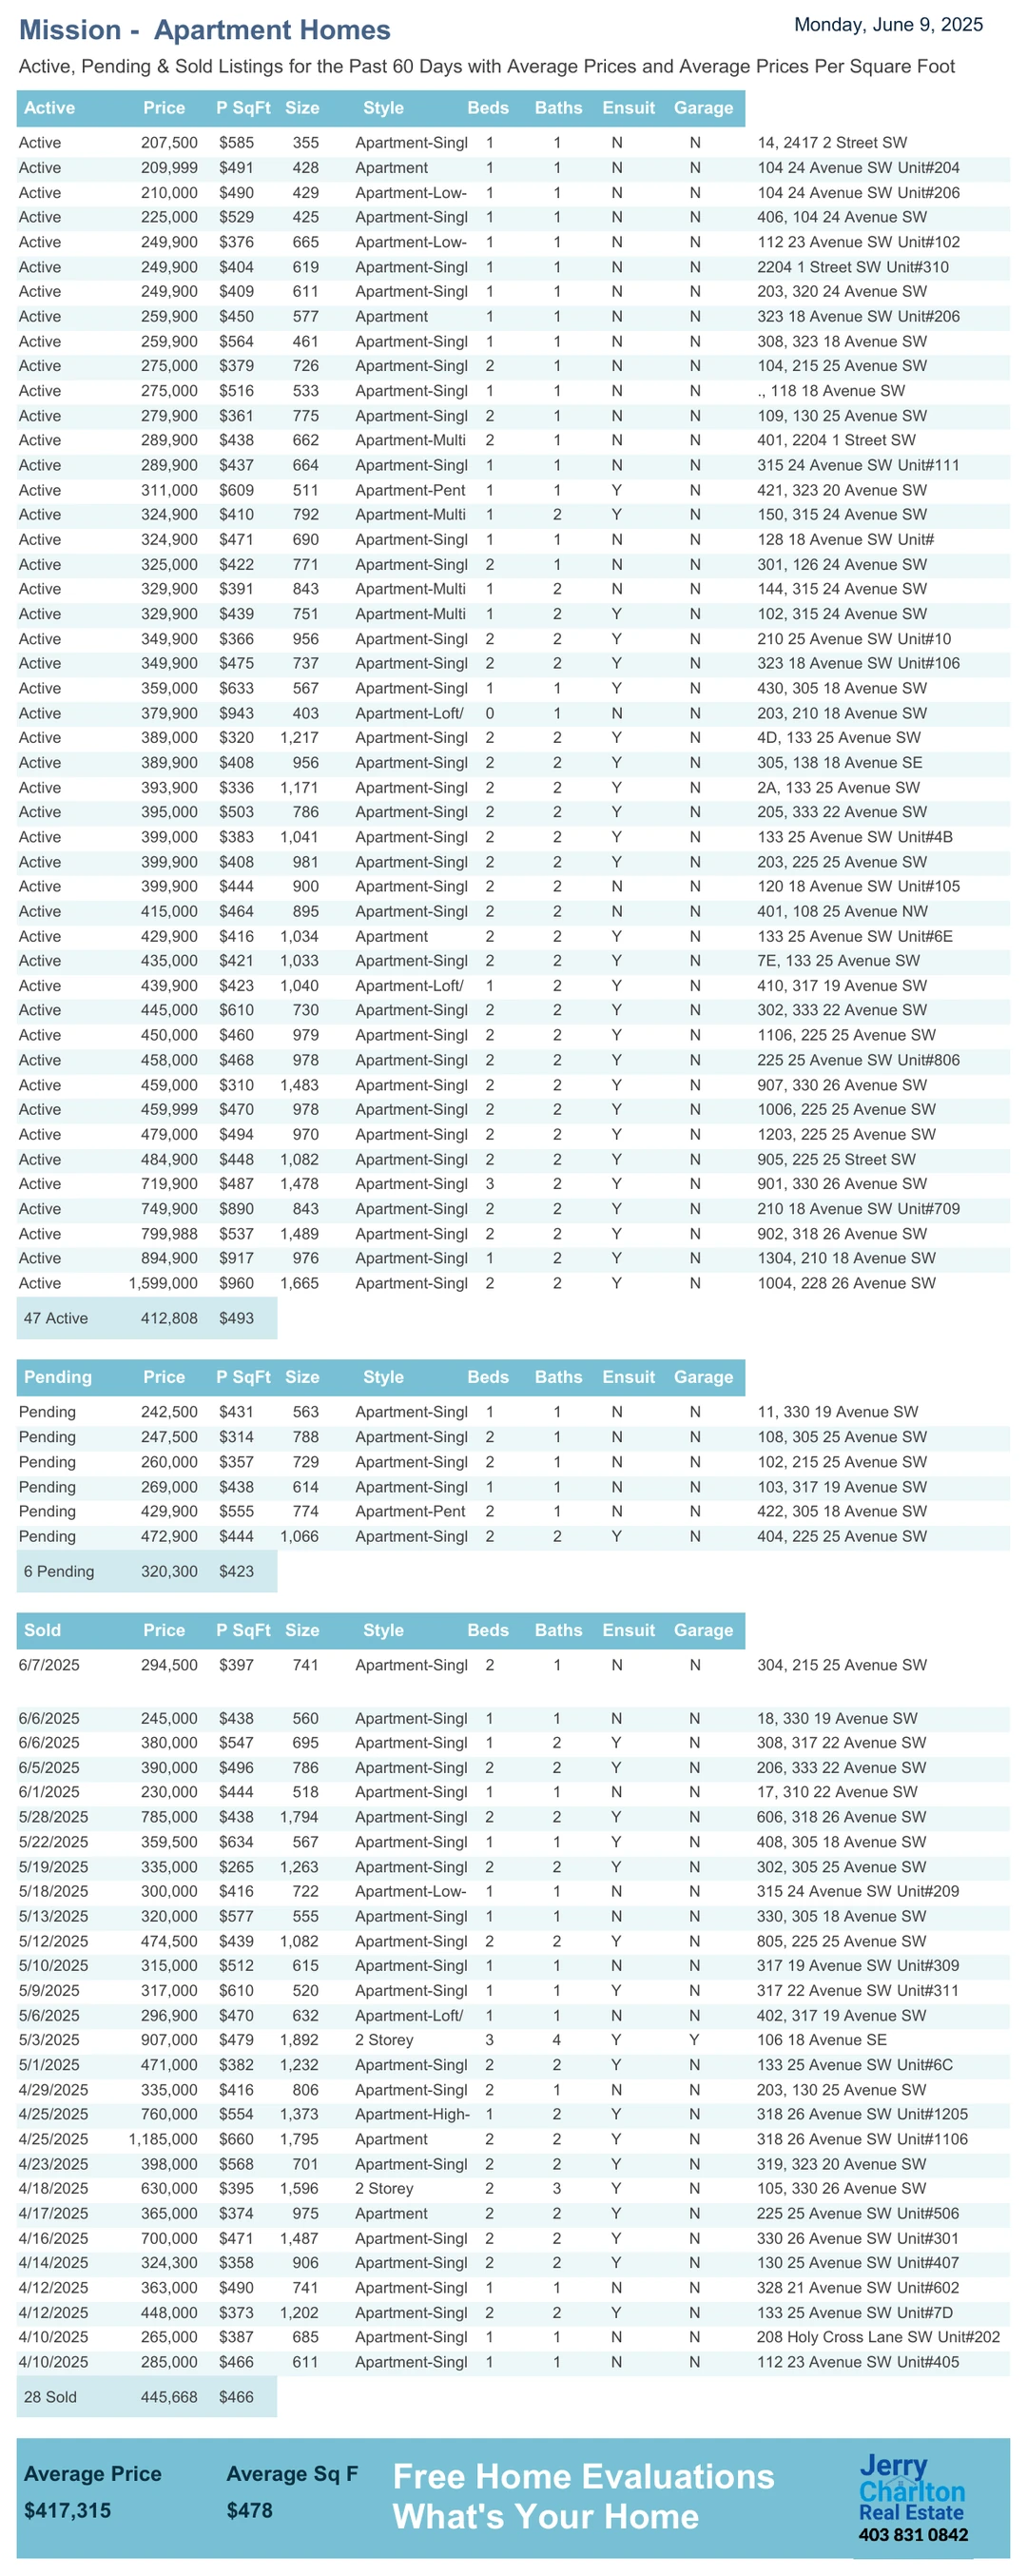 Mission - Apartment Homes Monday, June 9, 2025
Active, Pending & Sold Listings for the Past 60 Days with Average Prices and Average Prices Per Square Foot
Active Price P SqFt Size Style Beds Baths Ensuit Garage
Active 207,500 $585 355 Apartment-Singl 1 1 N N 14, 2417 2 Street SW
Active 209,999 $491 428 Apartment 1 1 N N 104 24 Avenue SW Unit#204
Active 210,000 $490 429 Apartment-Low- 1 1 N N 104 24 Avenue SW Unit#206
Active 225,000 $529 425 Apartment-Singl 1 1 N N 406, 104 24 Avenue SW
Active 249,900 $376 665 Apartment-Low- 1 1 N N 112 23 Avenue SW Unit#102
Active 249,900 $404 619 Apartment-Singl 1 1 N N 2204 1 Street SW Unit#310
Active 249,900 $409 611 Apartment-Singl 1 1 N N 203, 320 24 Avenue SW
Active 259,900 $450 577 Apartment 1 1 N N 323 18 Avenue SW Unit#206
Active 259,900 $564 461 Apartment-Singl 1 1 N N 308, 323 18 Avenue SW
Active 275,000 $379 726 Apartment-Singl 2 1 N N 104, 215 25 Avenue SW
Active 275,000 $516 533 Apartment-Singl 1 1 N N ., 118 18 Avenue SW
Active 279,900 $361 775 Apartment-Singl 2 1 N N 109, 130 25 Avenue SW
Active 289,900 $438 662 Apartment-Multi 2 1 N N 401, 2204 1 Street SW
Active 289,900 $437 664 Apartment-Singl 1 1 N N 315 24 Avenue SW Unit#111
Active 311,000 $609 511 Apartment-Pent 1 1 Y N 421, 323 20 Avenue SW
Active 324,900 $410 792 Apartment-Multi 1 2 Y N 150, 315 24 Avenue SW
Active 324,900 $471 690 Apartment-Singl 1 1 N N 128 18 Avenue SW Unit#
Active 325,000 $422 771 Apartment-Singl 2 1 N N 301, 126 24 Avenue SW
Active 329,900 $391 843 Apartment-Multi 1 2 N N 144, 315 24 Avenue SW
Active 329,900 $439 751 Apartment-Multi 1 2 Y N 102, 315 24 Avenue SW
Active 349,900 $366 956 Apartment-Singl 2 2 Y N 210 25 Avenue SW Unit#10
Active 349,900 $475 737 Apartment-Singl 2 2 Y N 323 18 Avenue SW Unit#106
Active 359,000 $633 567 Apartment-Singl 1 1 Y N 430, 305 18 Avenue SW
Active 379,900 $943 403 Apartment-Loft/ 0 1 N N 203, 210 18 Avenue SW
Active 389,000 $320 1,217 Apartment-Singl 2 2 Y N 4D, 133 25 Avenue SW
Active 389,900 $408 956 Apartment-Singl 2 2 Y N 305, 138 18 Avenue SE
Active 393,900 $336 1,171 Apartment-Singl 2 2 Y N 2A, 133 25 Avenue SW
Active 395,000 $503 786 Apartment-Singl 2 2 Y N 205, 333 22 Avenue SW
Active 399,000 $383 1,041 Apartment-Singl 2 2 Y N 133 25 Avenue SW Unit#4B
Active 399,900 $408 981 Apartment-Singl 2 2 Y N 203, 225 25 Avenue SW
Active 399,900 $444 900 Apartment-Singl 2 2 N N 120 18 Avenue SW Unit#105
Active 415,000 $464 895 Apartment-Singl 2 2 N N 401, 108 25 Avenue NW
Active 429,900 $416 1,034 Apartment 2 2 Y N 133 25 Avenue SW Unit#6E
Active 435,000 $421 1,033 Apartment-Singl 2 2 Y N 7E, 133 25 Avenue SW
Active 439,900 $423 1,040 Apartment-Loft/ 1 2 Y N 410, 317 19 Avenue SW
Active 445,000 $610 730 Apartment-Singl 2 2 Y N 302, 333 22 Avenue SW
Active 450,000 $460 979 Apartment-Singl 2 2 Y N 1106, 225 25 Avenue SW
Active 458,000 $468 978 Apartment-Singl 2 2 Y N 225 25 Avenue SW Unit#806
Active 459,000 $310 1,483 Apartment-Singl 2 2 Y N 907, 330 26 Avenue SW
Active 459,999 $470 978 Apartment-Singl 2 2 Y N 1006, 225 25 Avenue SW
Active 479,000 $494 970 Apartment-Singl 2 2 Y N 1203, 225 25 Avenue SW
Active 484,900 $448 1,082 Apartment-Singl 2 2 Y N 905, 225 25 Street SW
Active 719,900 $487 1,478 Apartment-Singl 3 2 Y N 901, 330 26 Avenue SW
Active 749,900 $890 843 Apartment-Singl 2 2 Y N 210 18 Avenue SW Unit#709
Active 799,988 $537 1,489 Apartment-Singl 2 2 Y N 902, 318 26 Avenue SW
Active 894,900 $917 976 Apartment-Singl 1 2 Y N 1304, 210 18 Avenue SW
Active 1,599,000 $960 1,665 Apartment-Singl 2 2 Y N 1004, 228 26 Avenue SW
47 Active 412,808 $493
Pending Price P SqFt Size Style Beds Baths Ensuit Garage
Pending 242,500 $431 563 Apartment-Singl 1 1 N N 11, 330 19 Avenue SW
Pending 247,500 $314 788 Apartment-Singl 2 1 N N 108, 305 25 Avenue SW
Pending 260,000 $357 729 Apartment-Singl 2 1 N N 102, 215 25 Avenue SW
Pending 269,000 $438 614 Apartment-Singl 1 1 N N 103, 317 19 Avenue SW
Pending 429,900 $555 774 Apartment-Pent 2 1 N N 422, 305 18 Avenue SW
Pending 472,900 $444 1,066 Apartment-Singl 2 2 Y N 404, 225 25 Avenue SW
6 Pending 320,300 $423
Sold Price P SqFt Size Style Beds Baths Ensuit Garage
6/7/2025 294,500 $397 741 Apartment-Singl 2 1 N N 304, 215 25 Avenue SW
6/6/2025 245,000 $438 560 Apartment-Singl 1 1 N N 18, 330 19 Avenue SW
6/6/2025 380,000 $547 695 Apartment-Singl 1 2 Y N 308, 317 22 Avenue SW
6/5/2025 390,000 $496 786 Apartment-Singl 2 2 Y N 206, 333 22 Avenue SW
6/1/2025 230,000 $444 518 Apartment-Singl 1 1 N N 17, 310 22 Avenue SW
5/28/2025 785,000 $438 1,794 Apartment-Singl 2 2 Y N 606, 318 26 Avenue SW
5/22/2025 359,500 $634 567 Apartment-Singl 1 1 Y N 408, 305 18 Avenue SW
5/19/2025 335,000 $265 1,263 Apartment-Singl 2 2 Y N 302, 305 25 Avenue SW
5/18/2025 300,000 $416 722 Apartment-Low- 1 1 N N 315 24 Avenue SW Unit#209
5/13/2025 320,000 $577 555 Apartment-Singl 1 1 N N 330, 305 18 Avenue SW
5/12/2025 474,500 $439 1,082 Apartment-Singl 2 2 Y N 805, 225 25 Avenue SW
5/10/2025 315,000 $512 615 Apartment-Singl 1 1 N N 317 19 Avenue SW Unit#309
5/9/2025 317,000 $610 520 Apartment-Singl 1 1 Y N 317 22 Avenue SW Unit#311
5/6/2025 296,900 $470 632 Apartment-Loft/ 1 1 N N 402, 317 19 Avenue SW
5/3/2025 907,000 $479 1,892 2 Storey 3 4 Y Y 106 18 Avenue SE
5/1/2025 471,000 $382 1,232 Apartment-Singl 2 2 Y N 133 25 Avenue SW Unit#6C
4/29/2025 335,000 $416 806 Apartment-Singl 2 1 N N 203, 130 25 Avenue SW
4/25/2025 760,000 $554 1,373 Apartment-High- 1 2 Y N 318 26 Avenue SW Unit#1205
4/25/2025 1,185,000 $660 1,795 Apartment 2 2 Y N 318 26 Avenue SW Unit#1106
4/23/2025 398,000 $568 701 Apartment-Singl 2 2 Y N 319, 323 20 Avenue SW
4/18/2025 630,000 $395 1,596 2 Storey 2 3 Y N 105, 330 26 Avenue SW
4/17/2025 365,000 $374 975 Apartment 2 2 Y N 225 25 Avenue SW Unit#506
4/16/2025 700,000 $471 1,487 Apartment-Singl 2 2 Y N 330 26 Avenue SW Unit#301
4/14/2025 324,300 $358 906 Apartment-Singl 2 2 Y N 130 25 Avenue SW Unit#407
4/12/2025 363,000 $490 741 Apartment-Singl 1 1 N N 328 21 Avenue SW Unit#602
4/12/2025 448,000 $373 1,202 Apartment-Singl 2 2 Y N 133 25 Avenue SW Unit#7D
4/10/2025 265,000 $387 685 Apartment-Singl 1 1 N N 208 Holy Cross Lane SW Unit#202
4/10/2025 285,000 $466 611 Apartment-Singl 1 1 N N 112 23 Avenue SW Unit#405
28 Sold 445,668 $466
Average Price Average Sq F
$417,315 $478
Free Home Evaluations
What's Your Home
Jerry
Charlton
Real Estate
403 831 0842